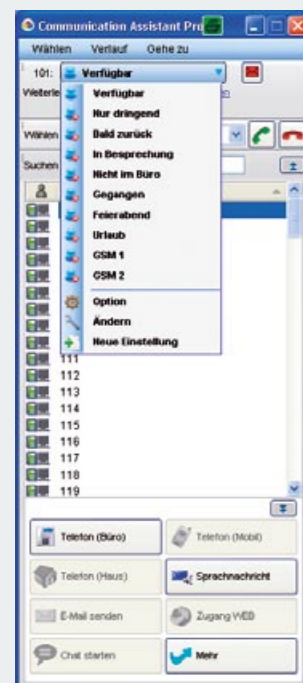 Communication Assistant Pro
Wählen Verlauf Gehe zu
101: Verfügbar
Weiterle
Verfügbar
Nur dringend
Bald zurück
Wählen
In Besprechung
Suchen
Nicht im Büro
Gegangen
Feierabend
Urlaub
GSM 1
GSM 2
Option
Ändern
Neue Einstellung
111
112
113
114
115
116
117
118
119
Telefon (Büro) Telefon (Mobil)
Telefon (Haus) Sprachnachricht
E-Mail senden Zugang WEB
Chat starten Mehr